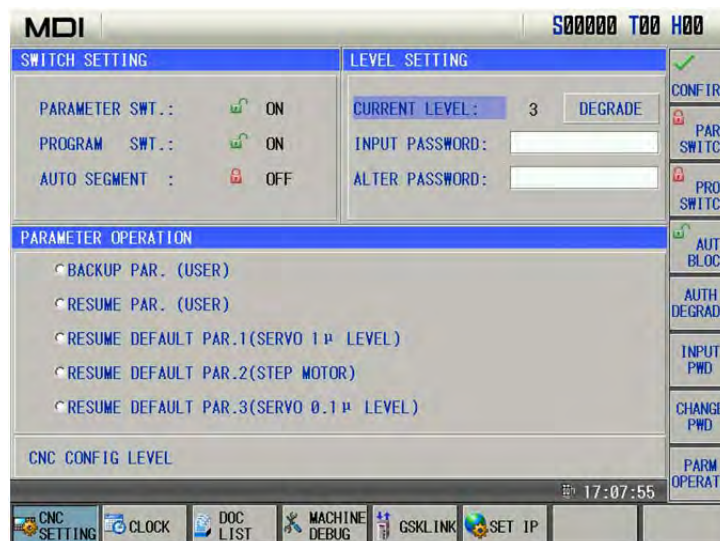 MDI
S00000 T00 H00
SWITCH SETTING
PARAMETER SWT.: ON
PROGRAM SWT.: ON
AUTO SEGMENT : OFF
LEVEL SETTING
CURRENT LEVEL: 3 DEGRADE
INPUT PASSWORD:
ALTER PASSWORD:
PARAMETER OPERATION
BACKUP PAR. (USER)
RESUME PAR. (USER)
RESUME DEFAULT PAR.1(SERVO 1μ LEVEL)
RESUME DEFAULT PAR.2(STEP MOTOR)
RESUME DEFAULT PAR.3(SERVO 0.1μ LEVEL)
CNC CONFIG LEVEL
17:07:55
CONFIR
PAR
SWITC
PRO
SWITC
AUT
BLOC
AUTH
DEGRAD
INPUT
PWD
CHANGE
PWD
PARM
OPERAT
CNC
SETTING
CLOCK
DOC
LIST
MACHINE
DEBUG
GSKLINK
SET IP